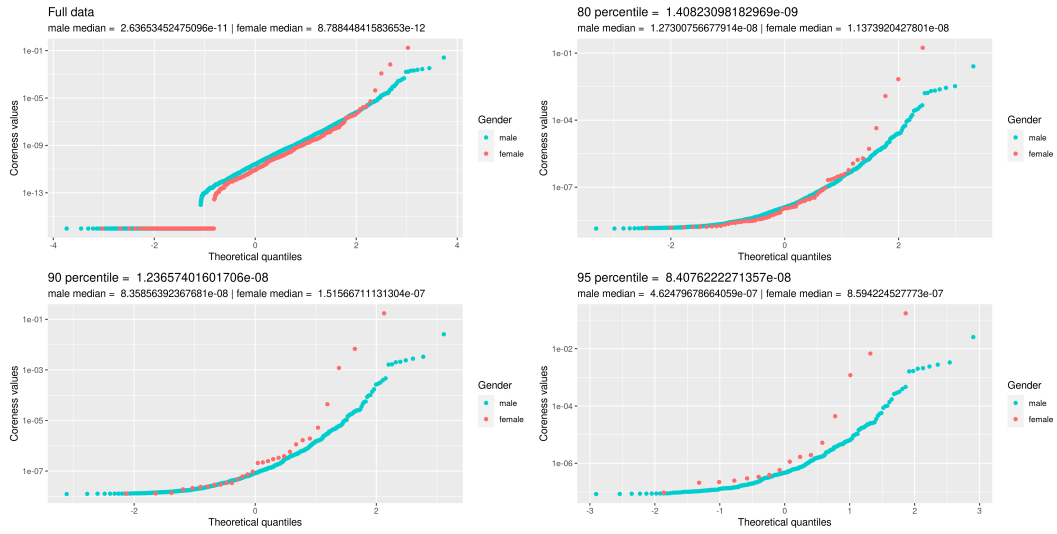 Full data
male median = 2.63653452475096e-11 | female median = 8.78844841583653e-12
1e-01
1e-05
1e-09
1e-13
Coreness values
-4
-2
0
2
4
Theoretical quantiles
Gender
male
female
80 percentile = 1.40823098182969e-09
male median = 1.27300756677914e-08 | female median = 1.1373920427801e-08
1e-01
1e-04
1e-07
Coreness values
-2
0
2
Theoretical quantiles
Gender
male
female
90 percentile = 1.23657401601706e-08
male median = 8.35856392367681e-08 | female median = 1.51566711131304e-07
1e-01
1e-03
1e-05
1e-07
Coreness values
-2
0
2
Theoretical quantiles
Gender
male
female
95 percentile = 8.4076222271357e-08
male median = 4.62479678664059e-07 | female median = 8.594224527773e-07
1e-02
1e-04
1e-06
Coreness values
-3
-2
-1
0
1
2
3
Theoretical quantiles
Gender
male
female